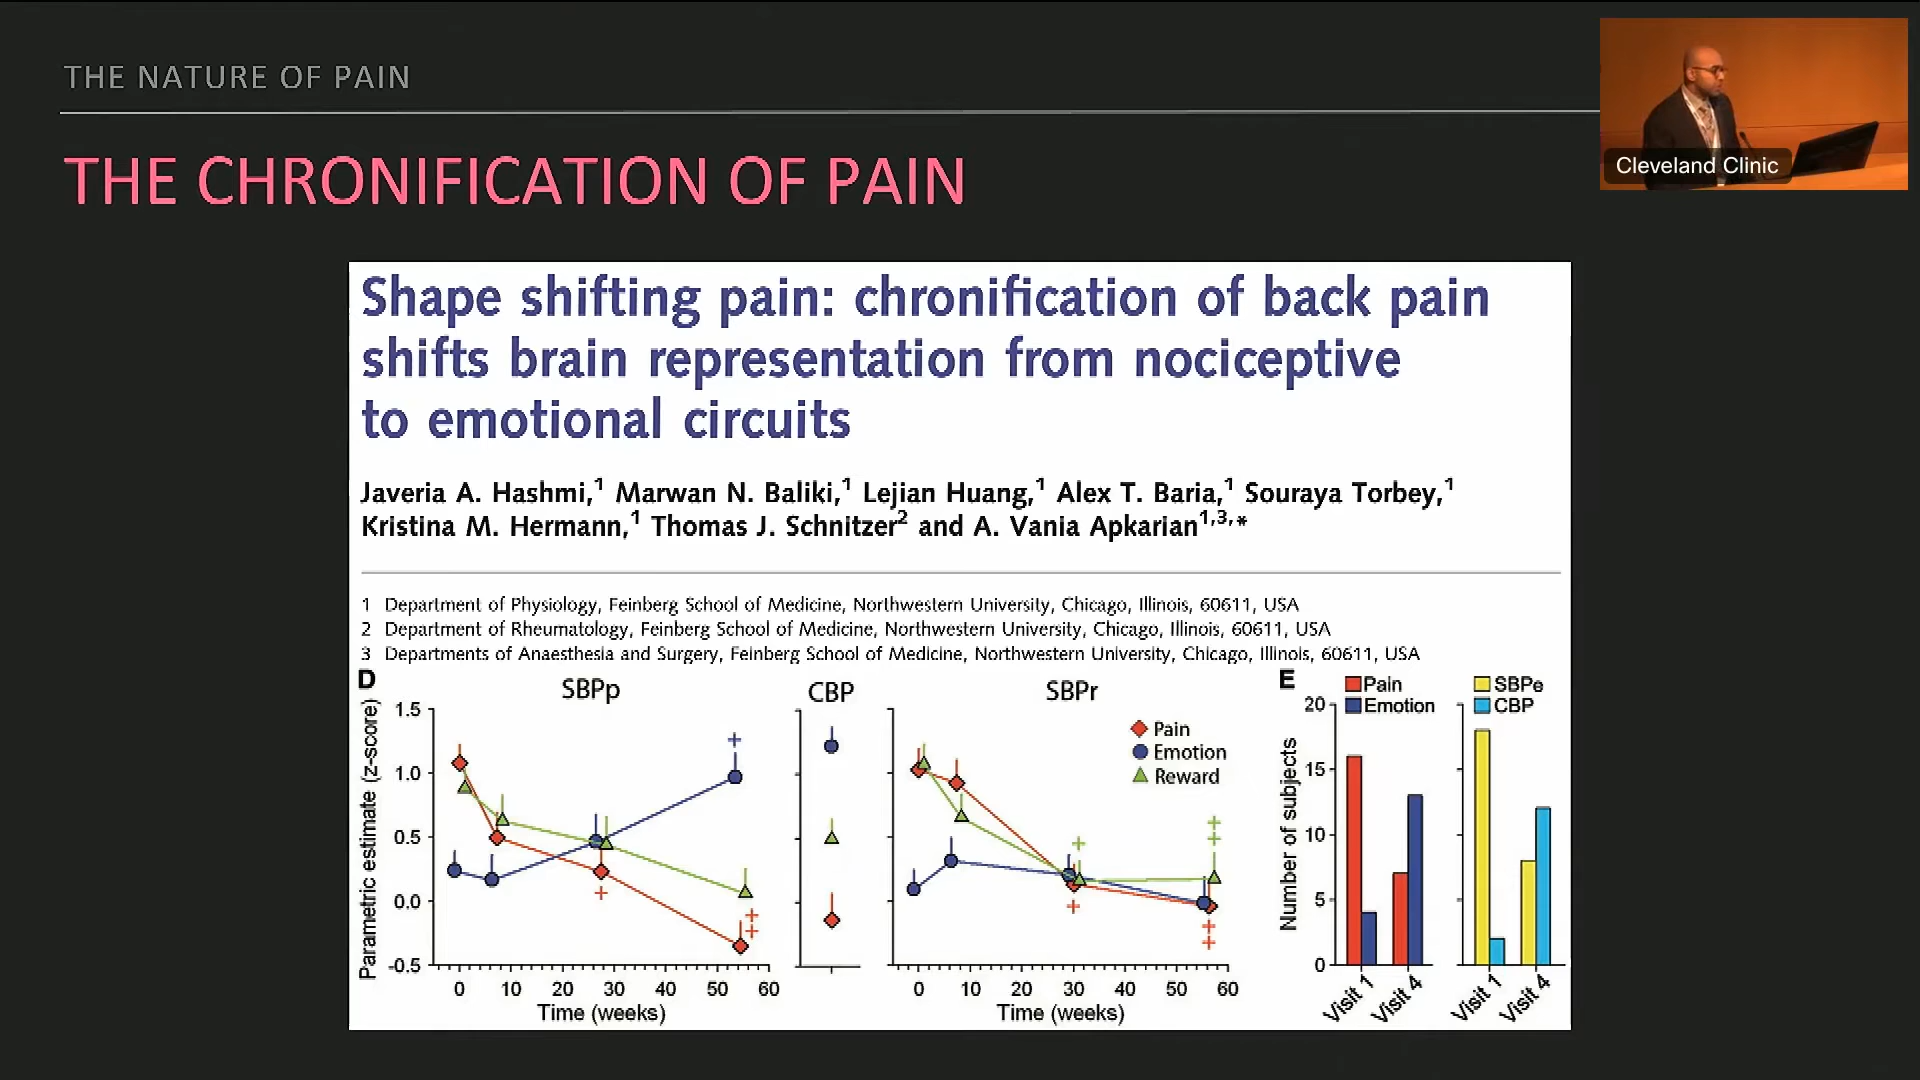 THE NATURE OF PAIN
Cleveland Clinic
THE CHRONIFICATION OF PAIN
Shape shifting pain: chronification of back pain
shifts brain representation from nociceptive
to emotional circuits
Javeria A. Hashmi,1 Marwan N. Baliki,1 Lejian Huang,1 Alex T. Baria,1 Souraya Torbey,1
Kristina M. Hermann,1 Thomas J. Schnitzer2 and A. Vania Apkarian1,3,*
1 Department of Physiology, Feinberg School of Medicine, Northwestern University, Chicago, Illinois, 60611, USA
2 Department of Rheumatology, Feinberg School of Medicine, Northwestern University, Chicago, Illinois, 60611, USA
3 Departments of Anaesthesia and Surgery, Feinberg School of Medicine, Northwestern University, Chicago, Illinois, 60611, USA
D
SBPp
CBP
SBPr
Parametric estimate (z-score)
1.5
1.0
0.5
0.0
-0.5
0 10 20 30 40 50 60
Time (weeks)
Pain
Emotion
Reward
0 10 20 30 40 50 60
Time (weeks)
E
Pain
Emotion
SBPe
CBP
Number of subjects
20
15
10
5
0
Visit 1 Visit 4
Visit 1 Visit 4